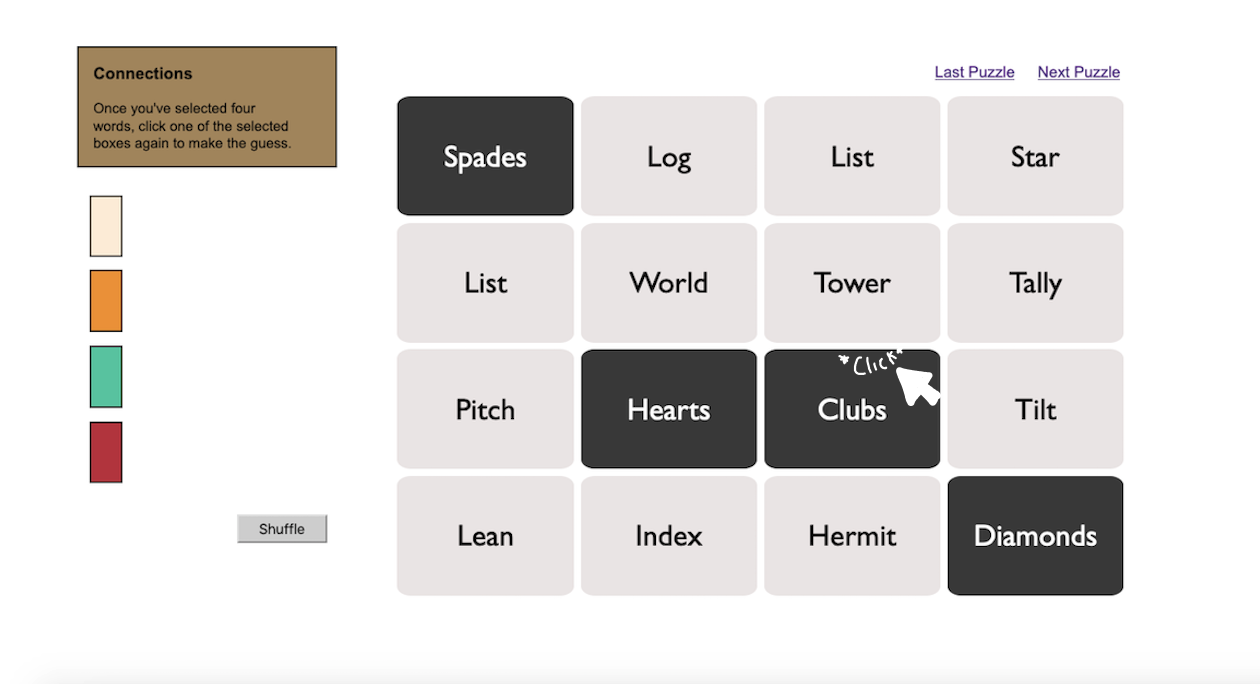 Connections
Once you've selected four
words, click one of the selected
boxes again to make the guess.
Shuffle
Last Puzzle Next Puzzle
Spades Log List Star
List World Tower Tally
*Click*
Pitch Hearts Clubs Tilt
Lean Index Hermit Diamonds